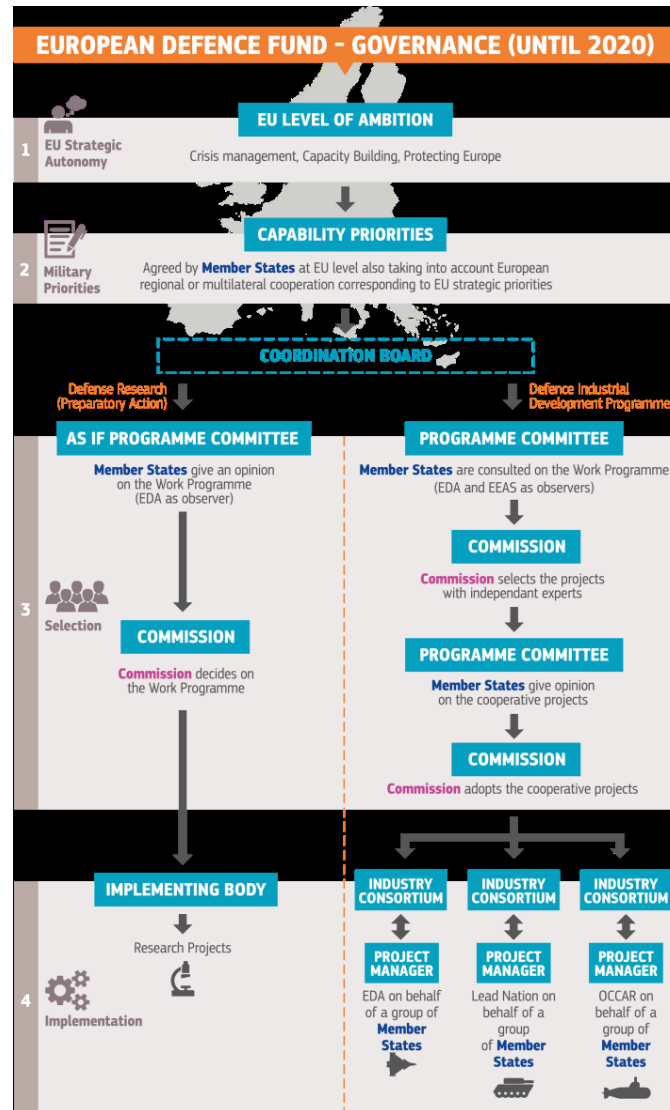 EUROPEAN DEFENCE FUND - GOVERNANCE (UNTIL 2020)
EU LEVEL OF AMBITION
1
EU Strategic
Autonomy
Crisis management, Capacity Building, Protecting Europe
CAPABILITY PRIORITIES
2
Military
Priorities
Agreed by Member States at EU level also taking into account European
regional or multilateral cooperation corresponding to EU strategic priorities
COORDINATION BOARD
Defense Research
(Preparatory Action)
Defence Industrial
Development Programme
3
Selection
AS IF PROGRAMME COMMITTEE
Member States give an opinion
on the Work Programme
(EDA as observer)
COMMISSION
Commission decides on
the Work Programme
PROGRAMME COMMITTEE
Member States are consulted on the Work Programme
(EDA and EEAS as observers)
COMMISSION
Commission selects the projects
with independant experts
PROGRAMME COMMITTEE
Member States give opinion
on the cooperative projects
COMMISSION
Commission adopts the cooperative projects
4
Implementation
IMPLEMENTING BODY
Research Projects
INDUSTRY
CONSORTIUM
PROJECT
MANAGER
EDA on behalf
of a group of
Member
States
INDUSTRY
CONSORTIUM
PROJECT
MANAGER
Lead Nation on
behalf of a
group
of Member
States
INDUSTRY
CONSORTIUM
PROJECT
MANAGER
OCCAR on
behalf of a
group of
Member
States